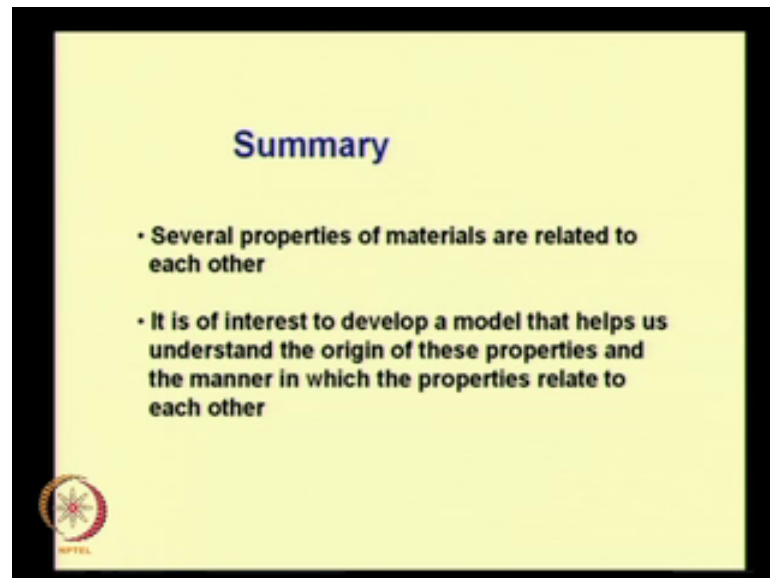 Summary
• Several properties of materials are related to
each other
• It is of interest to develop a model that helps us
understand the origin of these properties and
the manner in which the properties relate to
each other
NPTEL